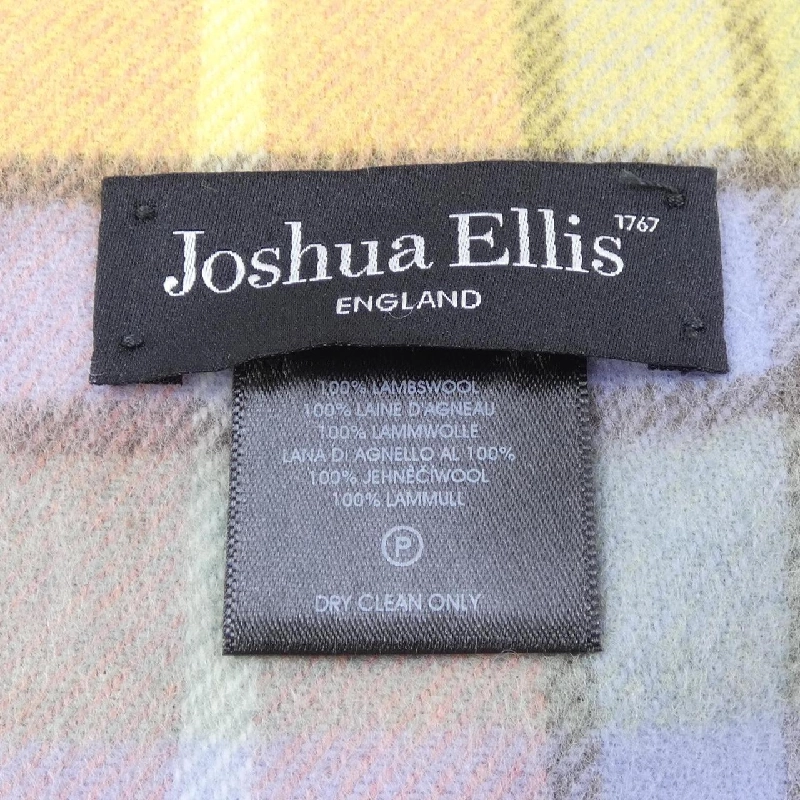 Joshua Ellis 1767
ENGLAND
100% LAMBSWOOL
100% LAINE D'AGNEAU
100% LAMMWOLLE
LANA DI AGNELLO AL 100%
100% JEHNĚČÍWOOL
100% LAMMULL
P
DRY CLEAN ONLY